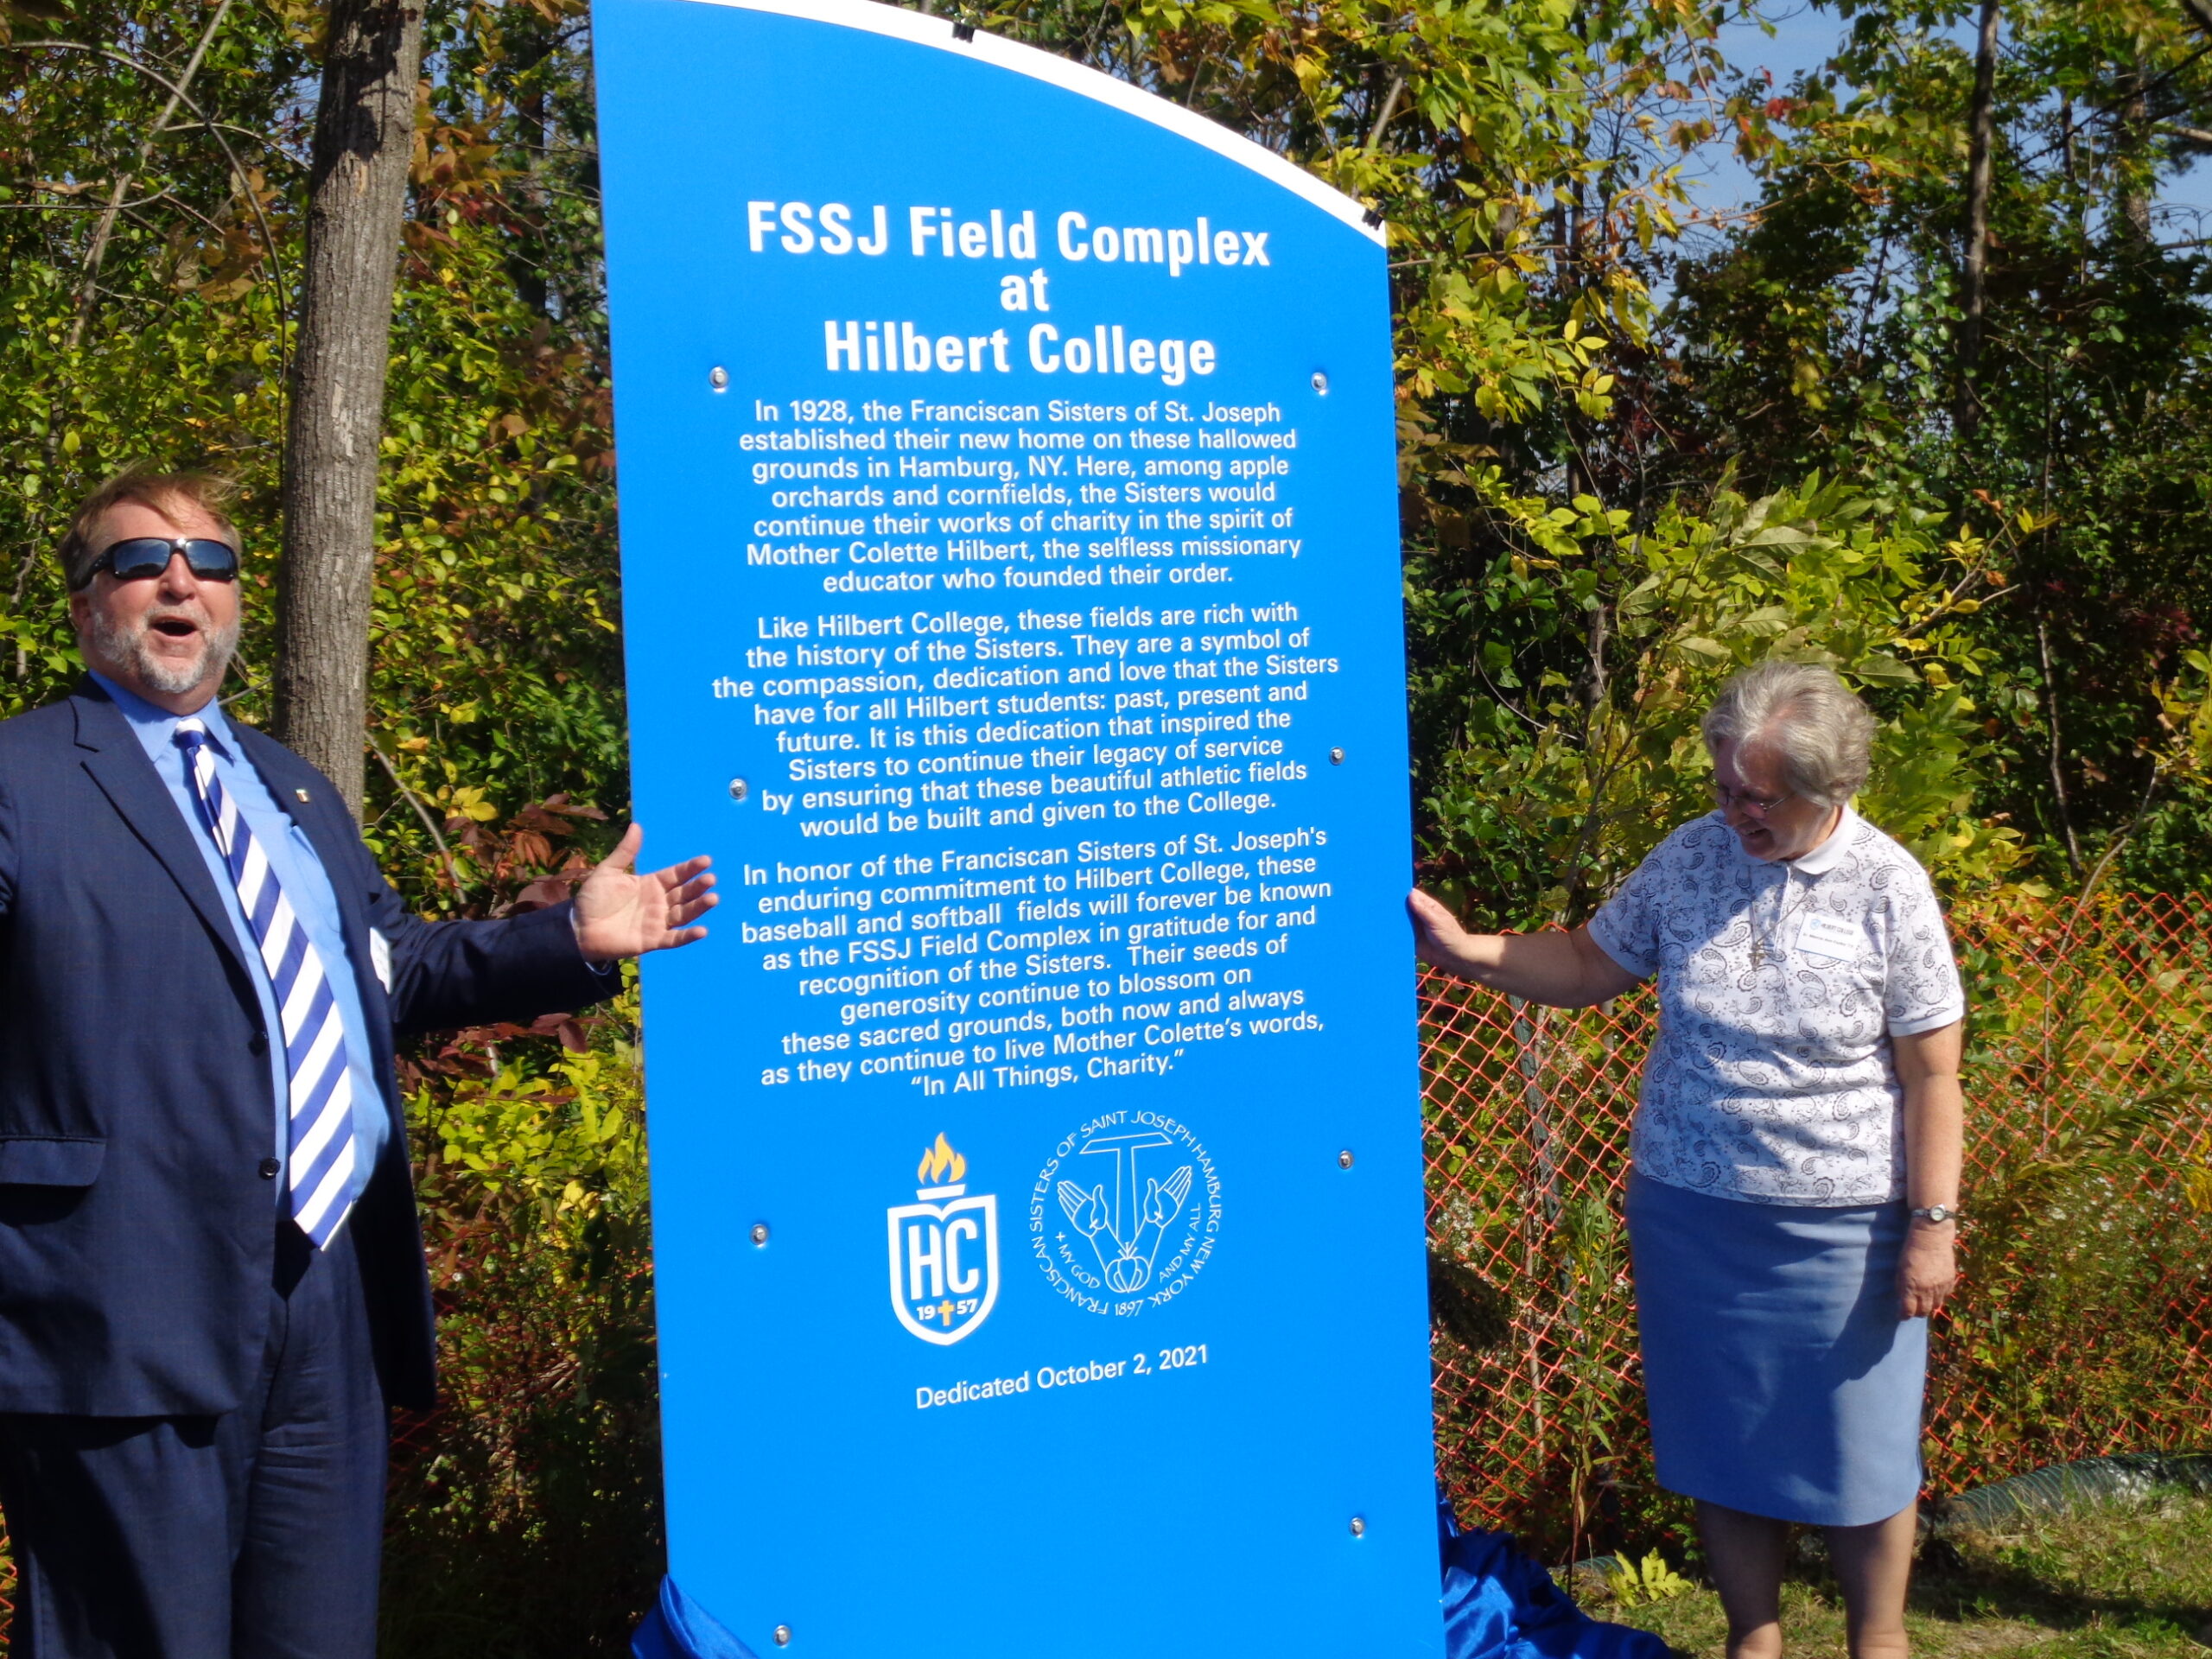 FSSJ Field Complex
at
Hilbert College
In 1928, the Franciscan Sisters of St. Joseph
established their new home on these hallowed
grounds in Hamburg, NY. Here, among apple
orchards and cornfields, the Sisters would
continue their works of charity in the spirit of
Mother Colette Hilbert, the selfless missionary
educator who founded their order.
Like Hilbert College, these fields are rich with
the history of the Sisters. They are a symbol of
the compassion, dedication and love that the Sisters
have for all Hilbert students: past, present and
future. It is this dedication that inspired the
Sisters to continue their legacy of service
by ensuring that these beautiful athletic fields
would be built and given to the College.
In honor of the Franciscan Sisters of St. Joseph's
enduring commitment to Hilbert College, these
baseball and softball fields will forever be known
as the FSSJ Field Complex in gratitude for and
recognition of the Sisters. Their seeds of
generosity continue to blossom on
these sacred grounds, both now and always
as they continue to live Mother Colette’s words,
“In All Things, Charity.”
HC
19 57
FRANCISCAN SISTERS OF SAINT JOSEPH HAMBURG NEW YORK
+ MY GOD AND MY ALL
1897
Dedicated October 2, 2021
HILBERT COLLEGE